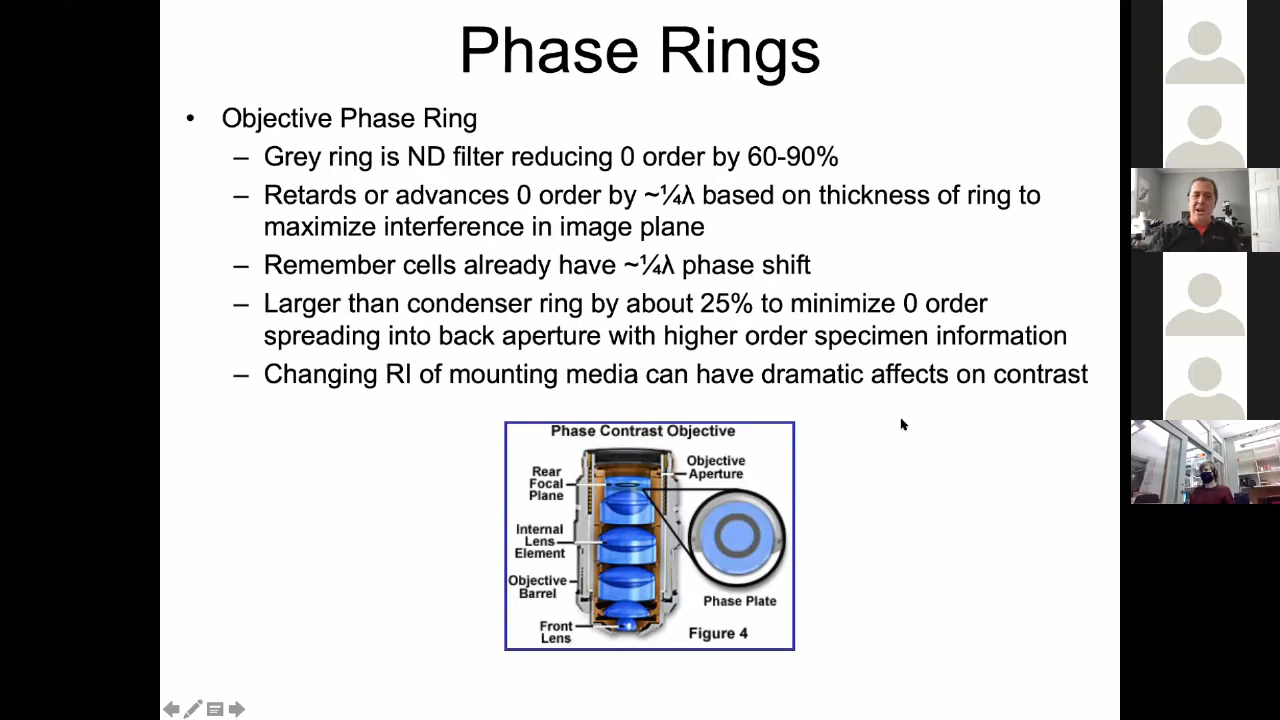 Phase Rings
• Objective Phase Ring
– Grey ring is ND filter reducing 0 order by 60-90%
– Retards or advances 0 order by ~¼λ based on thickness of ring to
maximize interference in image plane
– Remember cells already have ~¼λ phase shift
– Larger than condenser ring by about 25% to minimize 0 order
spreading into back aperture with higher order specimen information
– Changing RI of mounting media can have dramatic affects on contrast
Phase Contrast Objective
Rear
Focal
Plane
Objective
Aperture
Internal
Lens
Element
Objective
Barrel
Front
Lens
Phase Plate
Figure 4